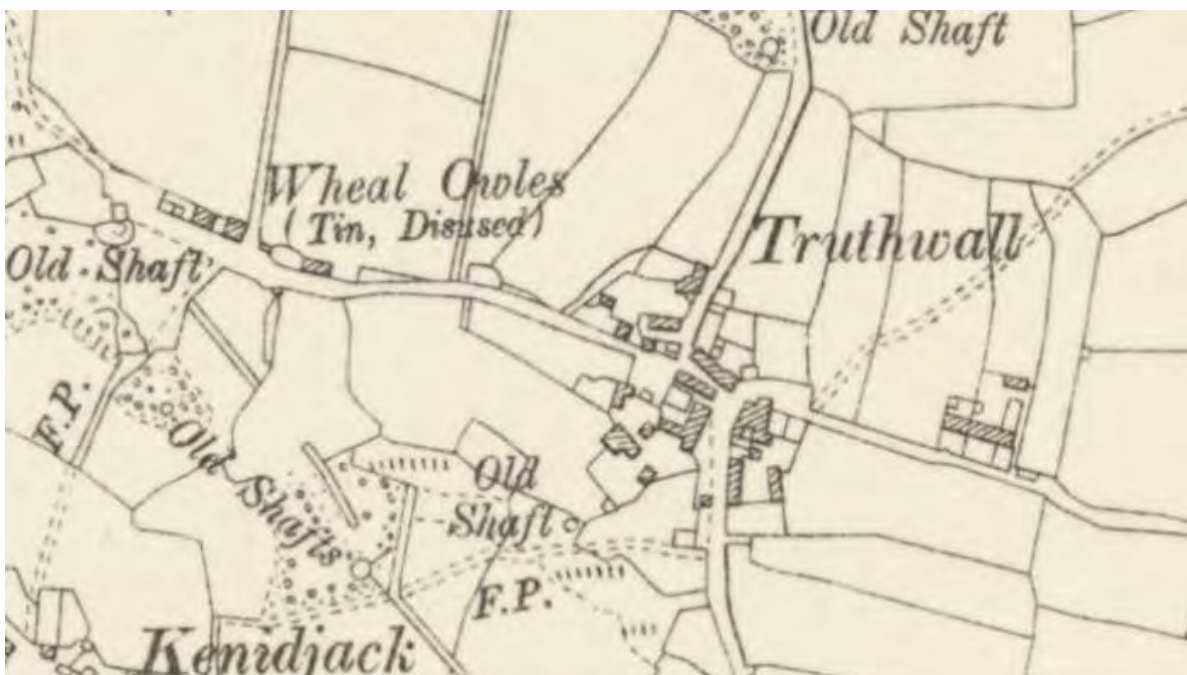 Old Shaft
Wheal Owles
(Tin, Disused)
Truthwall
Old Shaft
F.P.
Old Shafts
Old
Shaft
F.P.
Kenidjack